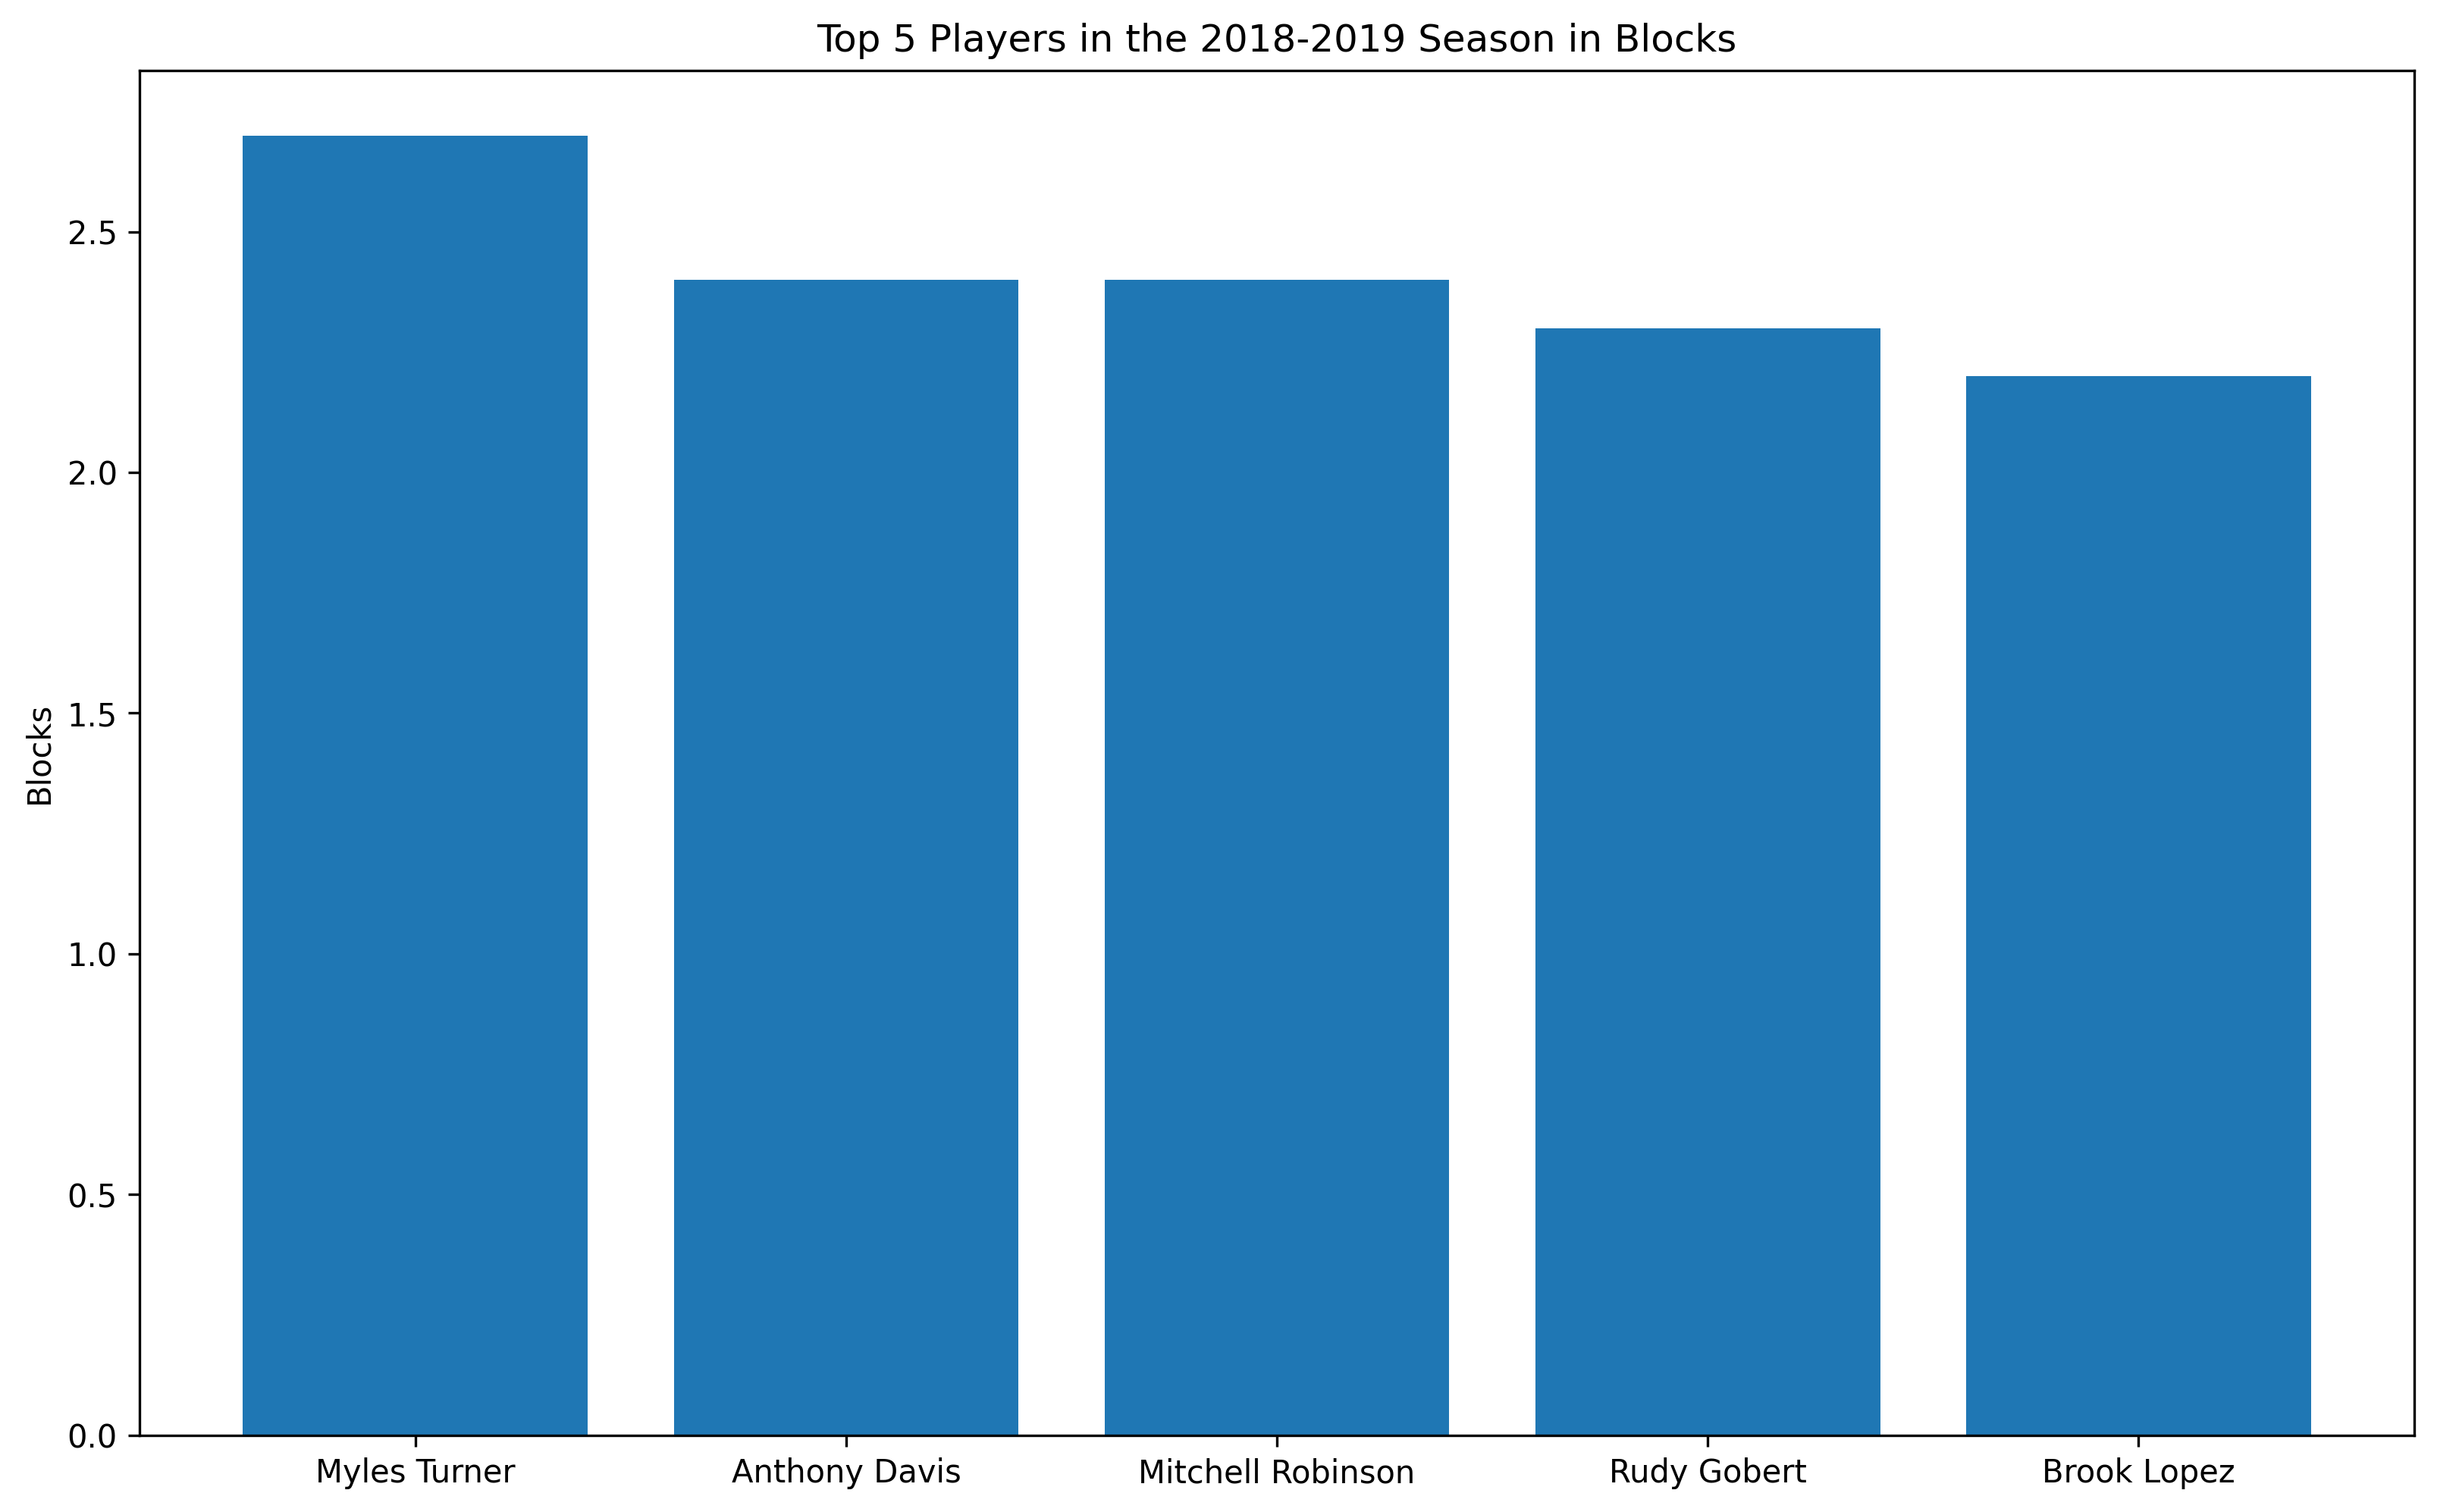 Top 5 Players in the 2018-2019 Season in Blocks
Blocks
2.5
2.0
1.5
1.0
0.5
0.0
Myles Turner
Anthony Davis
Mitchell Robinson
Rudy Gobert
Brook Lopez